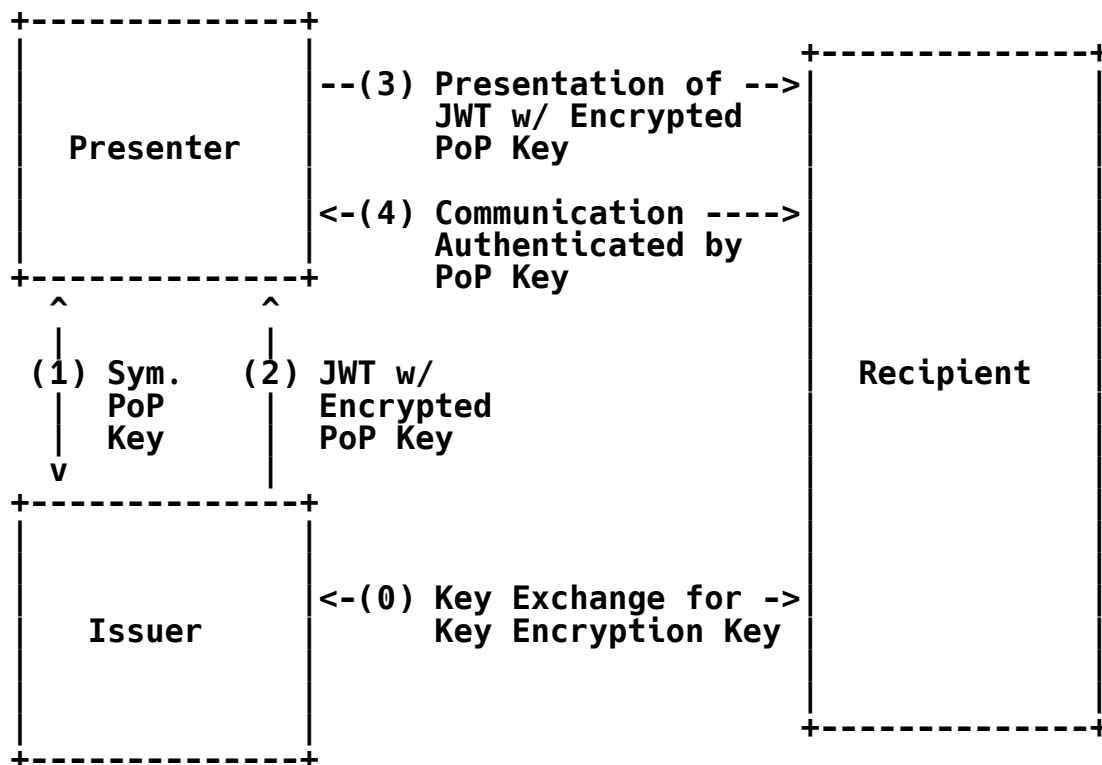 +--------------+
|              |                         +--------------+
|              |--(3) Presentation of -->|              |
|              |      JWT w/ Encrypted   |              |
|  Presenter   |      PoP Key            |              |
|              |                         |              |
|              |<-(4) Communication ---->|              |
|              |      Authenticated by   |              |
+--------------+      PoP Key            |              |
  ^          ^                           |              |
  |          |                           |              |
 (1) Sym.   (2) JWT w/                   |  Recipient   |
  |  PoP     |  Encrypted                |              |
  |  Key     |  PoP Key                  |              |
  v          |                           |              |
+--------------+                         |              |
|              |                         |              |
|              |                         |              |
|              |<-(0) Key Exchange for ->|              |
|   Issuer     |      Key Encryption Key |              |
|              |                         |              |
|              |                         |              |
|              |                         +--------------+
+--------------+